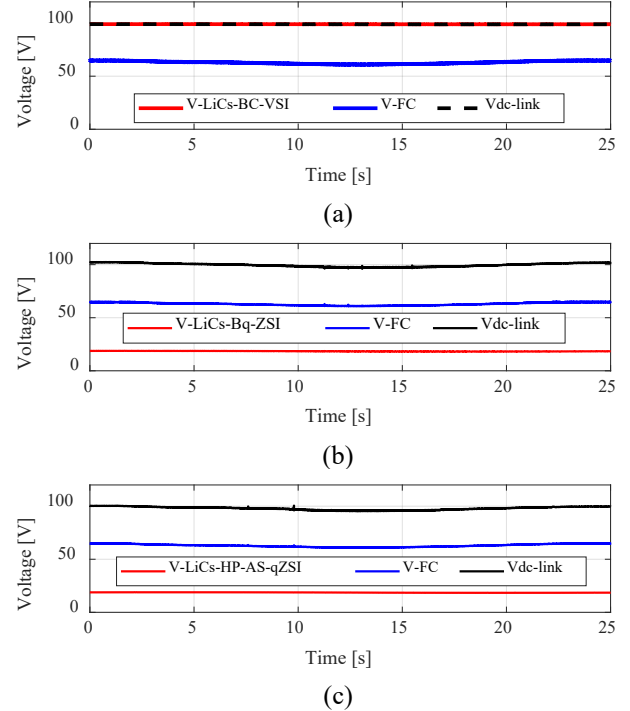 100
50
0
Voltage [V]
V-LiCs-BC-VSI V-FC Vdc-link
0 5 10 15 20 25
Time [s]
(a)
100
50
0
Voltage [V]
V-LiCs-Bq-ZSI V-FC Vdc-link
0 5 10 15 20 25
Time [s]
(b)
100
50
0
Voltage [V]
V-LiCs-HP-AS-qZSI V-FC Vdc-link
0 5 10 15 20 25
Time [s]
(c)